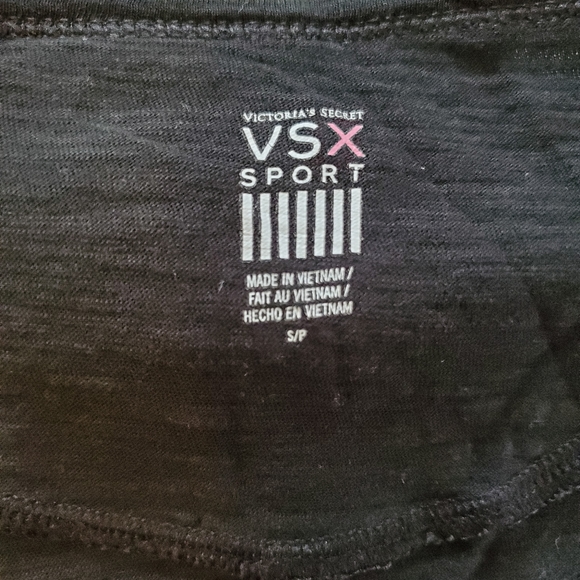 VICTORIA'S SECRET
VSX
SPORT
MADE IN VIETNAM /
FAIT AU VIETNAM /
HECHO EN VIETNAM
S/P